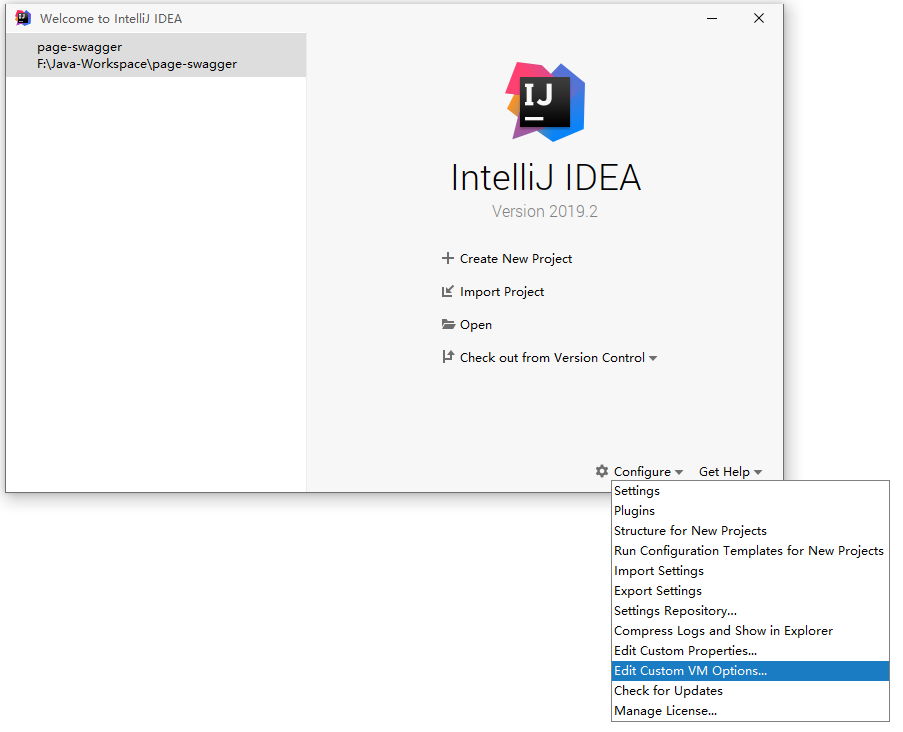 Welcome to IntelliJ IDEA
page-swagger
F:\Java-Workspace\page-swagger
IJ
IntelliJ IDEA
Version 2019.2
Create New Project
Import Project
Open
Check out from Version Control
Configure
Get Help
Settings
Plugins
Structure for New Projects
Run Configuration Templates for New Projects
Import Settings
Export Settings
Settings Repository...
Compress Logs and Show in Explorer
Edit Custom Properties...
Edit Custom VM Options...
Check for Updates
Manage License...